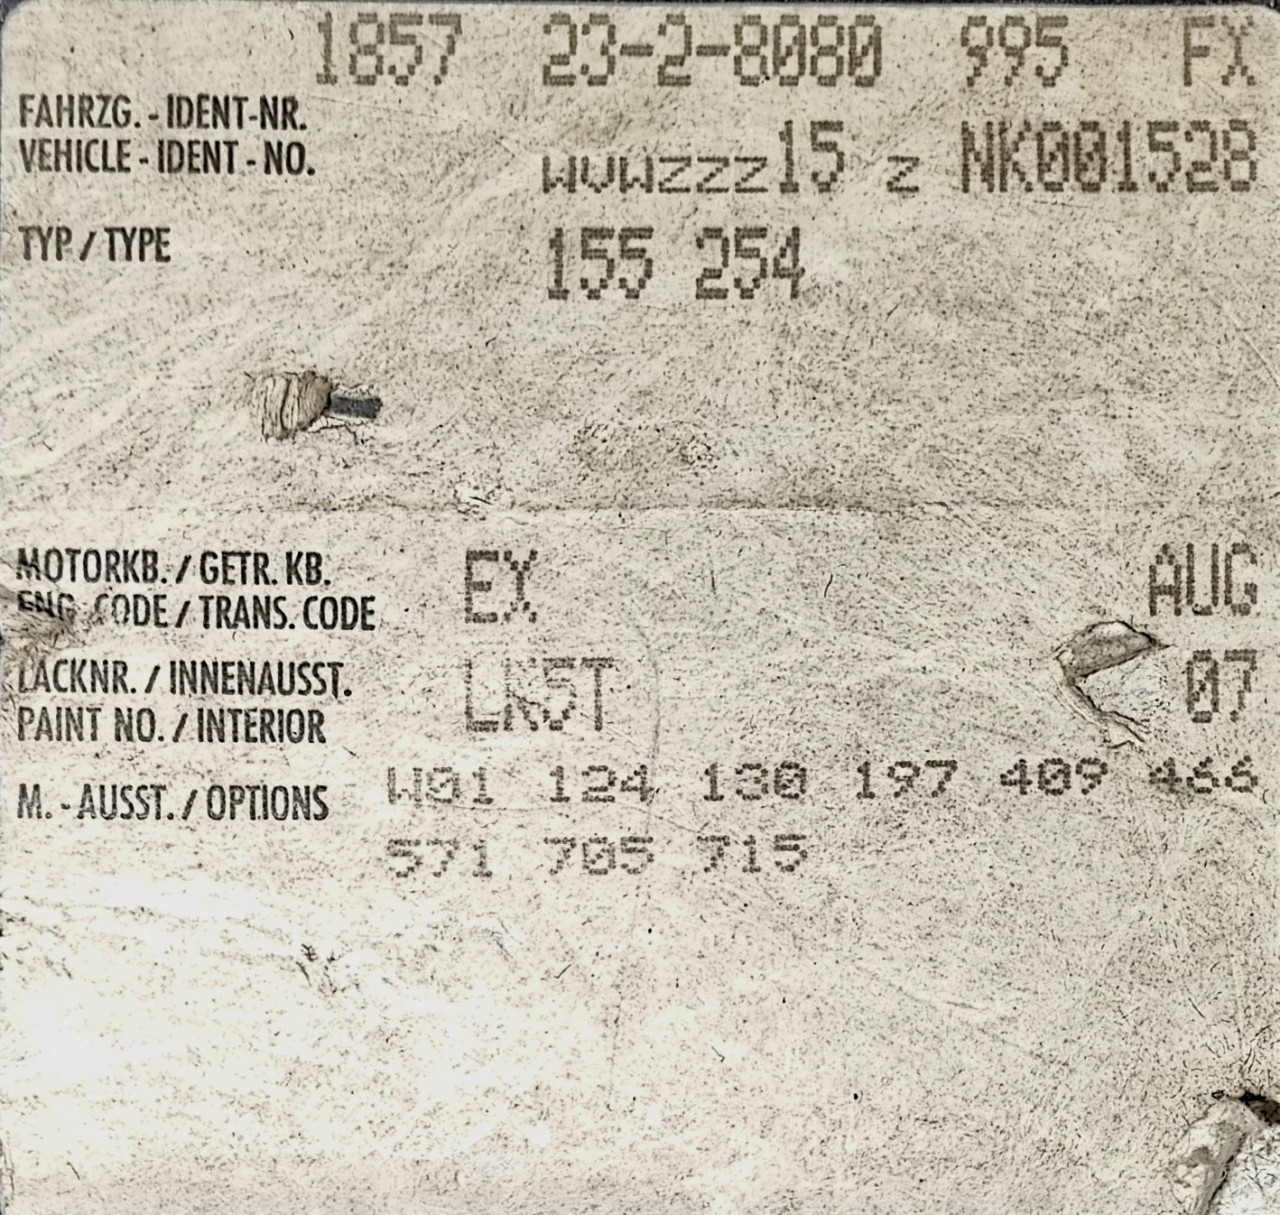 1857 23-2-8080 995 FX
FAHRZG. - IDENT-NR.
VEHICLE - IDENT - NO. WVWZZZ15 Z NK001528
TYP / TYPE 155 254
MOTORKB. / GETR. KB. EX AUG
ENG. CODE / TRANS. CODE
LACKNR. / INNENAUSST. LK5T 07
PAINT NO. / INTERIOR
M. - AUSST. / OPTIONS W01 124 130 197 409 466
571 705 715